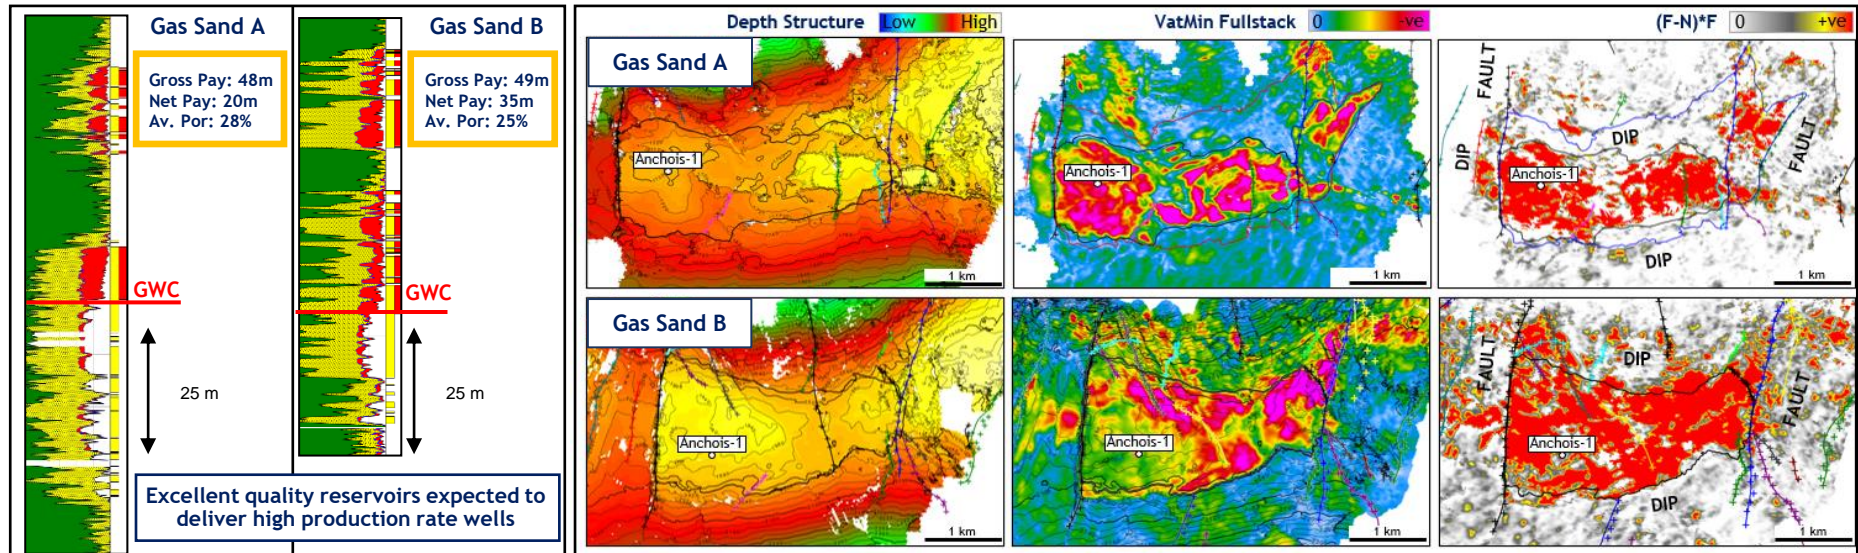 Gas Sand A
Gross Pay: 48m
Net Pay: 20m
Av. Por: 28%
GWC
25 m
Gas Sand B
Gross Pay: 49m
Net Pay: 35m
Av. Por: 25%
GWC
25 m
Excellent quality reservoirs expected to
deliver high production rate wells
Depth Structure Low High
VatMin Fullstack 0 -ve
(F-N)*F 0 +ve
Gas Sand A
Anchois-1
1 km
Anchois-1
1 km
FAULT
DIP
DIP
FAULT
Anchois-1
DIP
1 km
Gas Sand B
Anchois-1
1 km
Anchois-1
1 km
FAULT
DIP
FAULT
Anchois-1
DIP
1 km